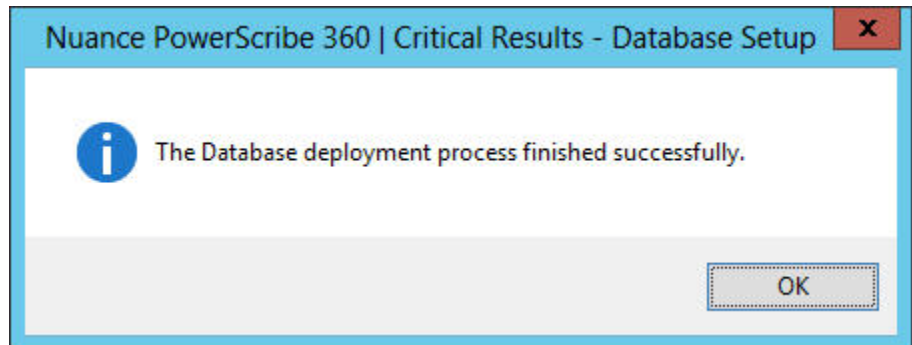 Nuance PowerScribe 360 | Critical Results - Database Setup
The Database deployment process finished successfully.
OK